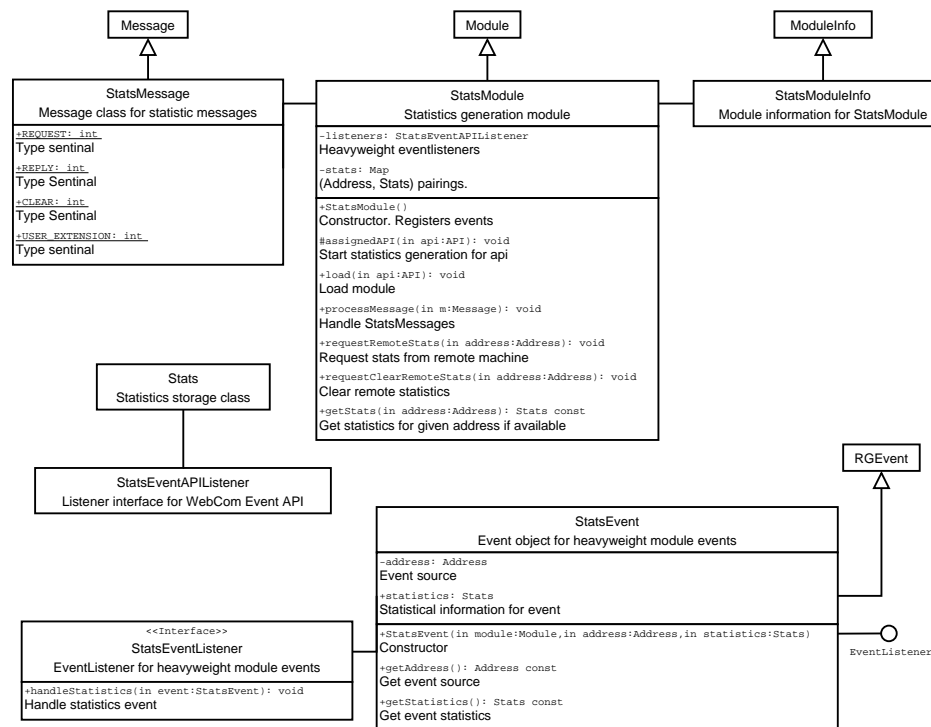 Message
Module
ModuleInfo
StatsMessage
Message class for statistic messages
+REQUEST: int
Type sentinal
+REPLY: int
Type Sentinal
+CLEAR: int
Type Sentinal
+USER_EXTENSION: int
Type sentinal
StatsModule
Statistics generation module
-listeners: StatsEventAPIListener
Heavyweight eventlisteners
-stats: Map
(Address, Stats) pairings.
+StatsModule()
Constructor. Registers events
#assignedAPI(in api:API): void
Start statistics generation for api
+load(in api:API): void
Load module
+processMessage(in m:Message): void
Handle StatsMessages
+requestRemoteStats(in address:Address): void
Request stats from remote machine
+requestClearRemoteStats(in address:Address): void
Clear remote statistics
+getStats(in address:Address): Stats const
Get statistics for given address if available
StatsModuleInfo
Module information for StatsModule
Stats
Statistics storage class
StatsEventAPIListener
Listener interface for WebCom Event API
RGEvent
StatsEvent
Event object for heavyweight module events
-address: Address
Event source
+statistics: Stats
Statistical information for event
+StatsEvent(in module:Module,in address:Address,in statistics:Stats)
Constructor
+getAddress(): Address const
Get event source
+getStatistics(): Stats const
Get event statistics
EventListener
<<Interface>>
StatsEventListener
EventListener for heavyweight module events
+handleStatistics(in event:StatsEvent): void
Handle statistics event